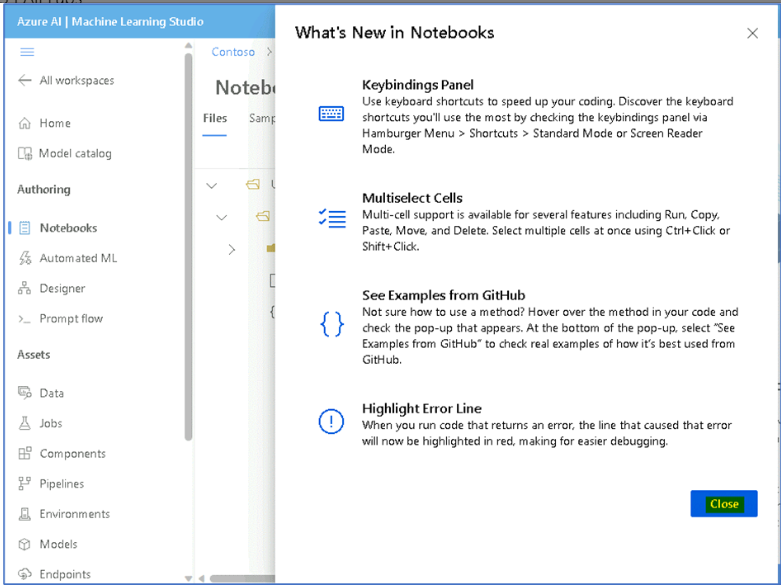 Azure AI | Machine Learning Studio
All workspaces
Home
Model catalog
Authoring
Notebooks
Automated ML
Designer
Prompt flow
Assets
Data
Jobs
Components
Pipelines
Environments
Models
Endpoints
Contoso >
Noteb
Files Samp
What's New in Notebooks
Keybindings Panel
Use keyboard shortcuts to speed up your coding. Discover the keyboard
shortcuts you'll use the most by checking the keybindings panel via
Hamburger Menu > Shortcuts > Standard Mode or Screen Reader
Mode.
Multiselect Cells
Multi-cell support is available for several features including Run, Copy,
Paste, Move, and Delete. Select multiple cells at once using Ctrl+Click or
Shift+Click.
See Examples from GitHub
Not sure how to use a method? Hover over the method in your code and
check the pop-up that appears. At the bottom of the pop-up, select "See
Examples from GitHub" to check real examples of how it's best used from
GitHub.
Highlight Error Line
When you run code that returns an error, the line that caused that error
will now be highlighted in red, making for easier debugging.
Close